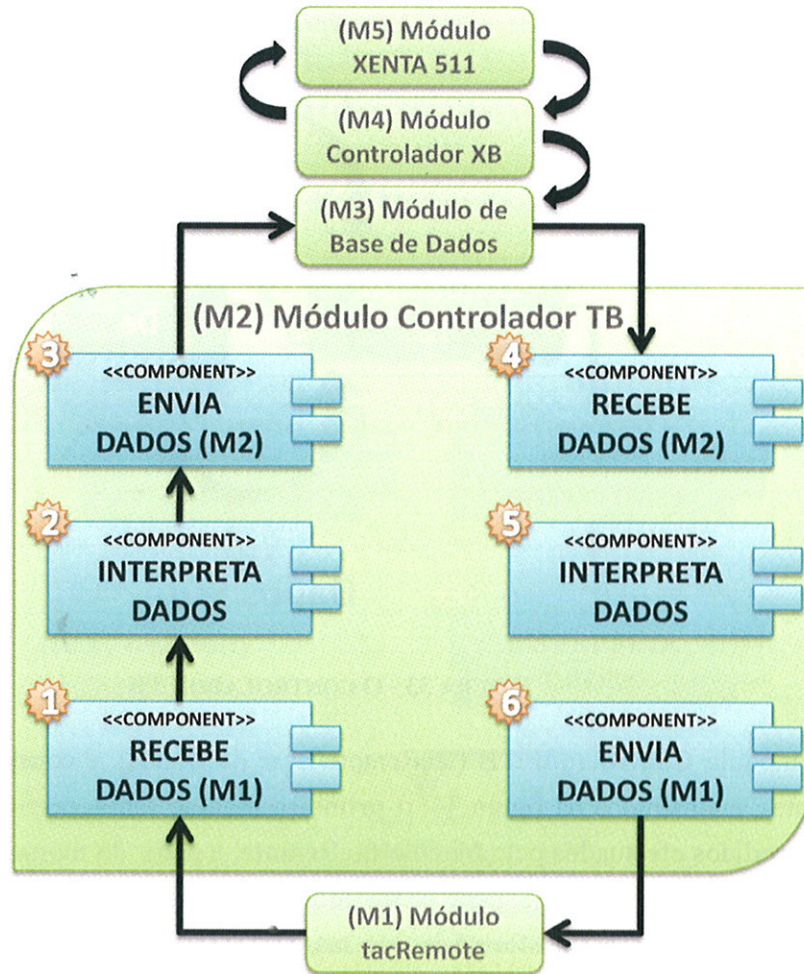 (M5) Módulo
XENTA 511
(M4) Módulo
Controlador XB
(M3) Módulo de
Base de Dados
(M2) Módulo Controlador TB
3
<<COMPONENT>>
ENVIA
DADOS (M2)
4
<<COMPONENT>>
RECEBE
DADOS (M2)
2
<<COMPONENT>>
INTERPRETA
DADOS
5
<<COMPONENT>>
INTERPRETA
DADOS
1
<<COMPONENT>>
RECEBE
DADOS (M1)
6
<<COMPONENT>>
ENVIA
DADOS (M1)
(M1) Módulo
tacRemote